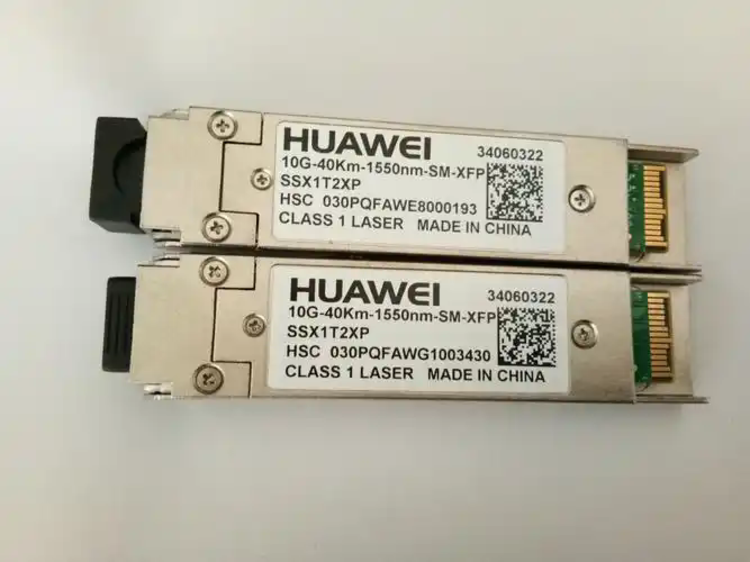 HUAWEI 34060322
10G-40Km-1550nm-SM-XFP
SSX1T2XP
HSC 030PQFAWE8000193
CLASS 1 LASER MADE IN CHINA
HUAWEI 34060322
10G-40Km-1550nm-SM-XFP
SSX1T2XP
HSC 030PQFAWG1003430
CLASS 1 LASER MADE IN CHINA